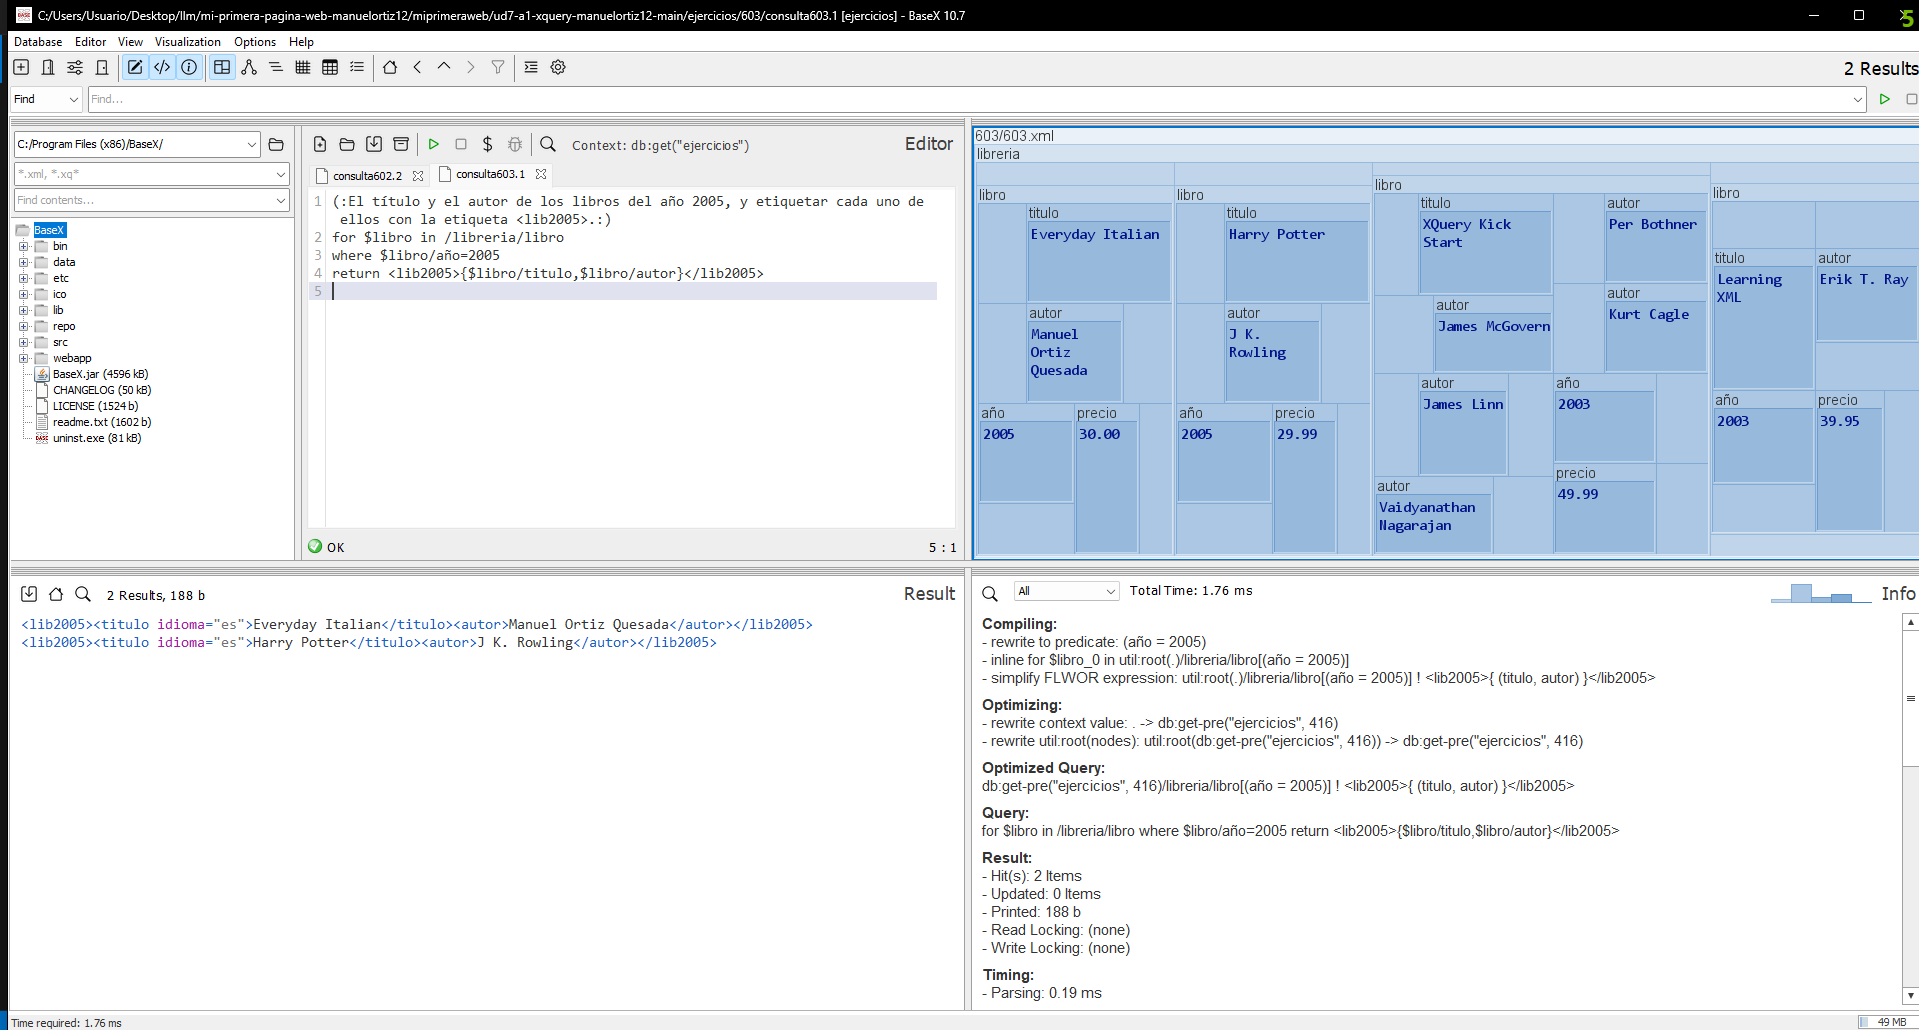 C:/Users/Usuario/Desktop/llm/mi-primera-pagina-web-manuelortiz12/miprimeraweb/ud7-a1-xquery-manuelortiz12-main/ejercicios/603/consulta603.1 [ejercicios] - BaseX 10.7
5
Database Editor View Visualization Options Help
2 Results
Find Find...
C:/Program Files (x86)/BaseX/
*.xml, *.xq*
Find contents...
BaseX
bin
data
etc
ico
lib
repo
src
webapp
BaseX.jar (4596 kB)
CHANGELOG (50 kB)
LICENSE (1524 b)
readme.txt (1602 b)
uninst.exe (81 kB)
Context: db:get("ejercicios") Editor
consulta602.2 consulta603.1
1 (:El título y el autor de los libros del año 2005, y etiquetar cada uno de
ellos con la etiqueta <lib2005>.:)
2 for $libro in /libreria/libro
3 where $libro/año=2005
4 return <lib2005>{$libro/titulo,$libro/autor}</lib2005>
5
OK 5 : 1
603/603.xml
libreria
libro
titulo
Everyday Italian
autor
Manuel
Ortiz
Quesada
año
2005
precio
30.00
libro
titulo
Harry Potter
autor
J K.
Rowling
año
2005
precio
29.99
libro
titulo
XQuery Kick
Start
autor
Per Bothner
autor
James McGovern
autor
Kurt Cagle
autor
James Linn
año
2003
autor
Vaidyanathan
Nagarajan
precio
49.99
libro
titulo
Learning
XML
autor
Erik T. Ray
año
2003
precio
39.95
2 Results, 188 b Result
<lib2005><titulo idioma="es">Everyday Italian</titulo><autor>Manuel Ortiz Quesada</autor></lib2005>
<lib2005><titulo idioma="es">Harry Potter</titulo><autor>J K. Rowling</autor></lib2005>
All Total Time: 1.76 ms Info
Compiling:
- rewrite to predicate: (año = 2005)
- inline for $libro_0 in util:root(.)/libreria/libro[(año = 2005)]
- simplify FLWOR expression: util:root(.)/libreria/libro[(año = 2005)] ! <lib2005>{ (titulo, autor) }</lib2005>
Optimizing:
- rewrite context value: . -> db:get-pre("ejercicios", 416)
- rewrite util:root(nodes): util:root(db:get-pre("ejercicios", 416)) -> db:get-pre("ejercicios", 416)
Optimized Query:
db:get-pre("ejercicios", 416)/libreria/libro[(año = 2005)] ! <lib2005>{ (titulo, autor) }</lib2005>
Query:
for $libro in /libreria/libro where $libro/año=2005 return <lib2005>{$libro/titulo,$libro/autor}</lib2005>
Result:
- Hit(s): 2 Items
- Updated: 0 Items
- Printed: 188 b
- Read Locking: (none)
- Write Locking: (none)
Timing:
- Parsing: 0.19 ms
Time required: 1.76 ms
49 MB